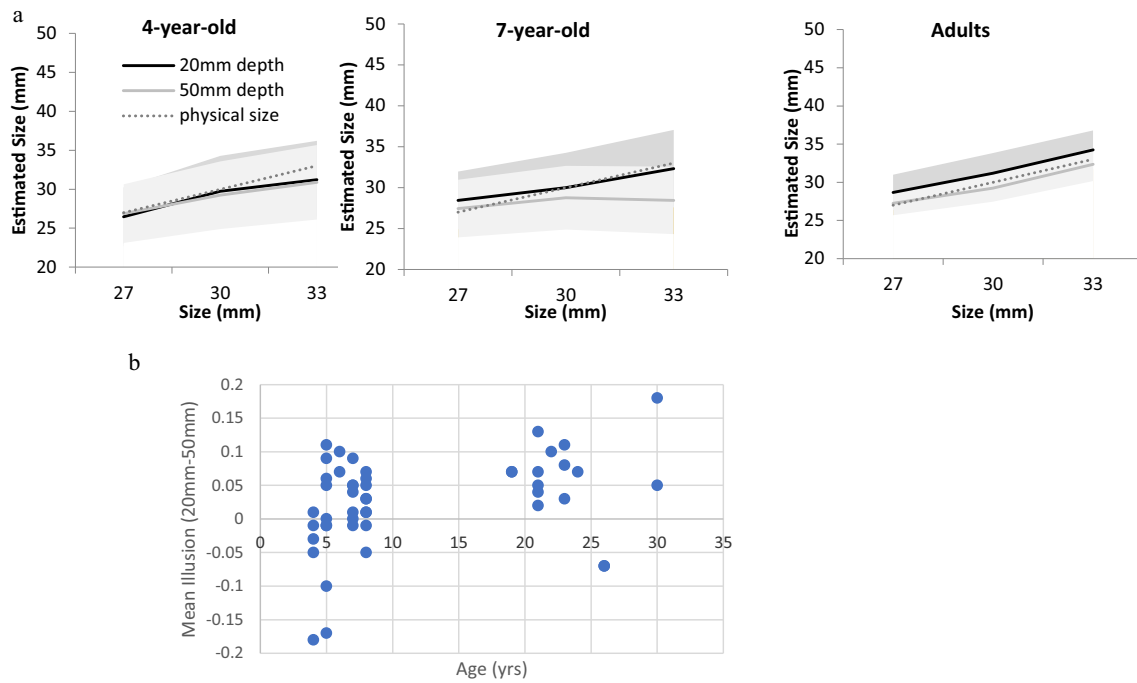 a
4-year-old
50
45
40
35
30
25
20
Estimated Size (mm)
20mm depth
50mm depth
physical size
27
30
33
Size (mm)
7-year-old
50
45
40
35
30
25
20
Estimated Size (mm)
27
30
33
Size (mm)
Adults
50
45
40
35
30
25
20
Estimated Size (mm)
27
30
33
Size (mm)
b
0.2
0.15
0.1
0.05
0
-0.05
-0.1
-0.15
-0.2
Mean Illusion (20mm-50mm)
0
5
10
15
20
25
30
35
Age (yrs)